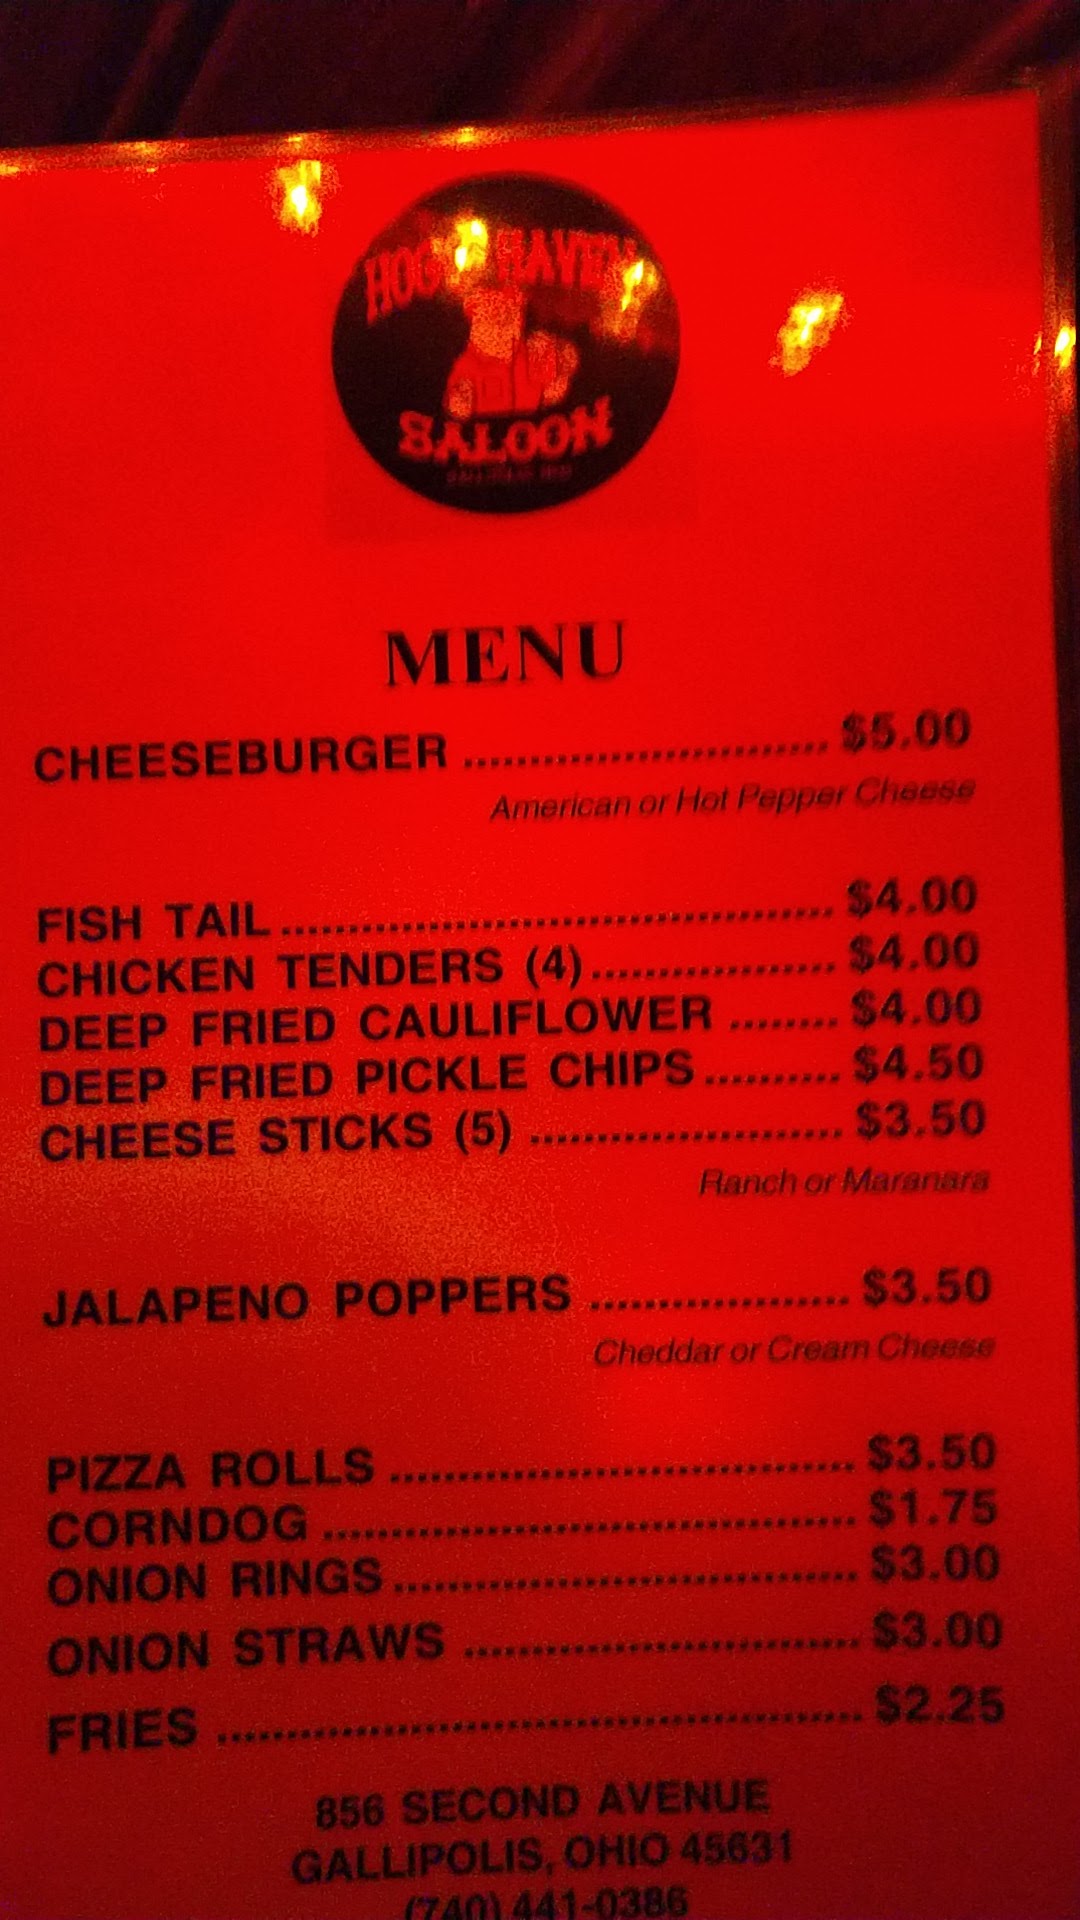 HOG'S HAVEN
SALOON
MENU
CHEESEBURGER ............................ $5.00
American or Hot Pepper Cheese
FISH TAIL .......................................... $4.00
CHICKEN TENDERS (4) ................... $4.00
DEEP FRIED CAULIFLOWER ........ $4.00
DEEP FRIED PICKLE CHIPS .......... $4.50
CHEESE STICKS (5) ........................ $3.50
Ranch or Maranara
JALAPENO POPPERS .................... $3.50
Cheddar or Cream Cheese
PIZZA ROLLS .................................... $3.50
CORNDOG ......................................... $1.75
ONION RINGS .................................... $3.00
ONION STRAWS ............................... $3.00
FRIES .................................................. $2.25
856 SECOND AVENUE
GALLIPOLIS, OHIO 45631
(740) 441-0386